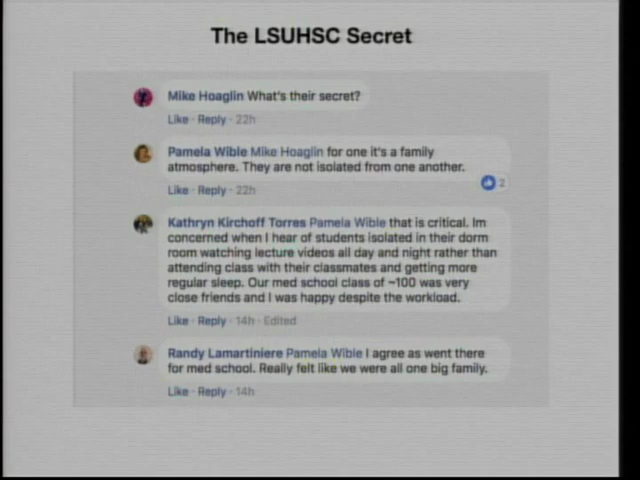 The LSUHSC Secret
Mike Hoaglin What's their secret?
Like · Reply · 22h
Pamela Wible Mike Hoaglin for one it's a family
atmosphere. They are not isolated from one another.
2
Like · Reply · 22h
Kathryn Kirchoff Torres Pamela Wible that is critical. Im
concerned when I hear of students isolated in their dorm
room watching lecture videos all day and night rather than
attending class with their classmates and getting more
regular sleep. Our med school class of ~100 was very
close friends and I was happy despite the workload.
Like · Reply · 14h · Edited
Randy Lamartiniere Pamela Wible I agree as went there
for med school. Really felt like we were all one big family.
Like · Reply · 14h